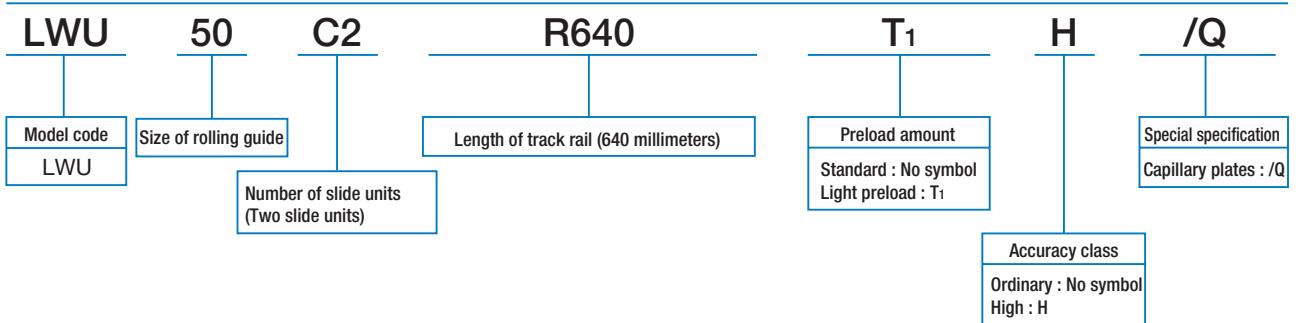 LWU 50 C2 R640 T1 H /Q
Model code
LWU
Size of rolling guide
Number of slide units
(Two slide units)
Length of track rail (640 millimeters)
Preload amount
Standard : No symbol
Light preload : T1
Accuracy class
Ordinary : No symbol
High : H
Special specification
Capillary plates : /Q